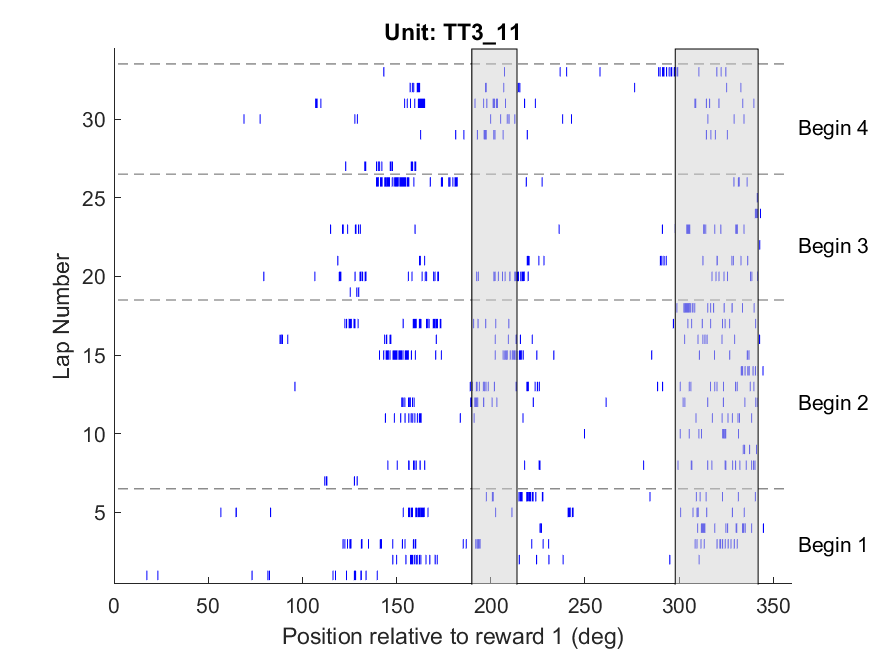 Unit: TT3_11
Lap Number
30
25
20
15
10
5
Begin 4
Begin 3
Begin 2
Begin 1
0 50 100 150 200 250 300 350
Position relative to reward 1 (deg)